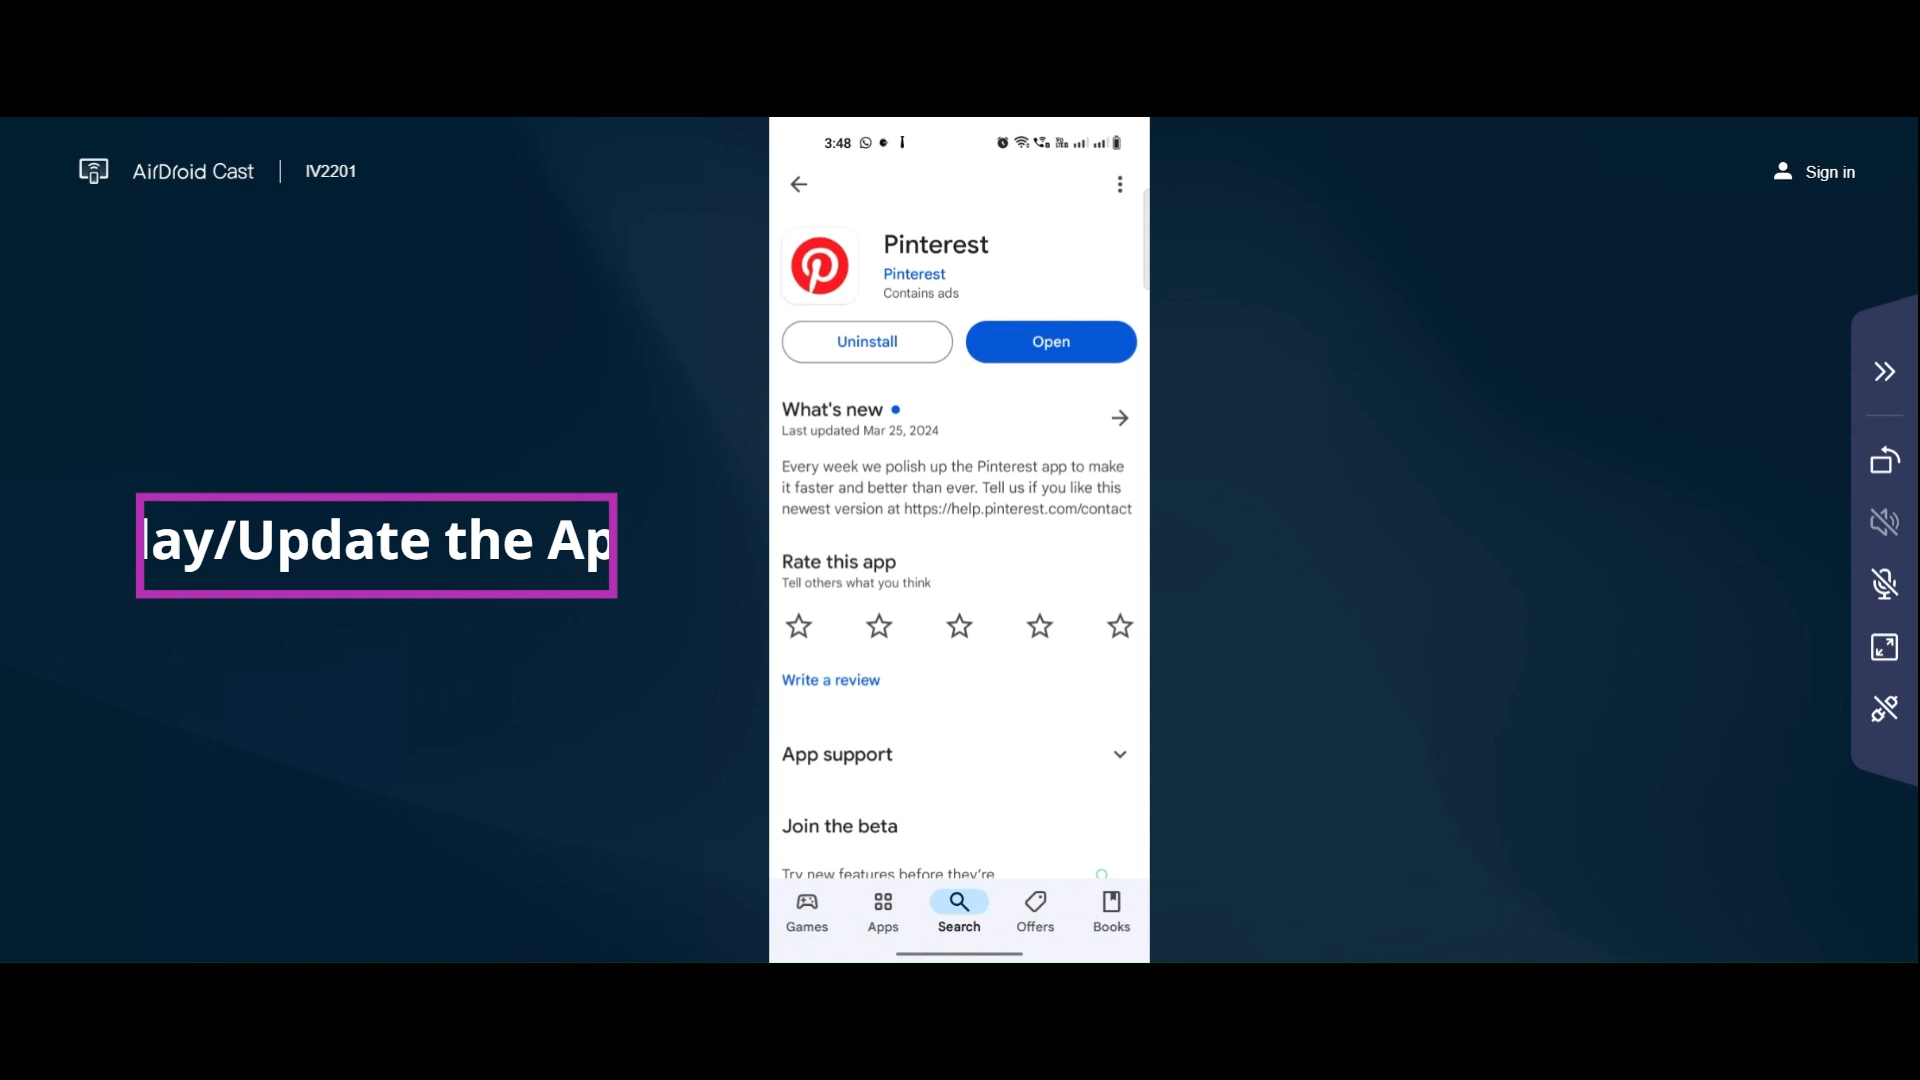 3:48
AirDroid Cast | IV2201
Sign in
Pinterest
Pinterest
Contains ads
Uninstall
Open
What's new
Last updated Mar 25, 2024
Every week we polish up the Pinterest app to make
it faster and better than ever. Tell us if you like this
newest version at https://help.pinterest.com/contact
lay/Update the Ap
Rate this app
Tell others what you think
Write a review
App support
Join the beta
Try new features before they're
Games
Apps
Search
Offers
Books